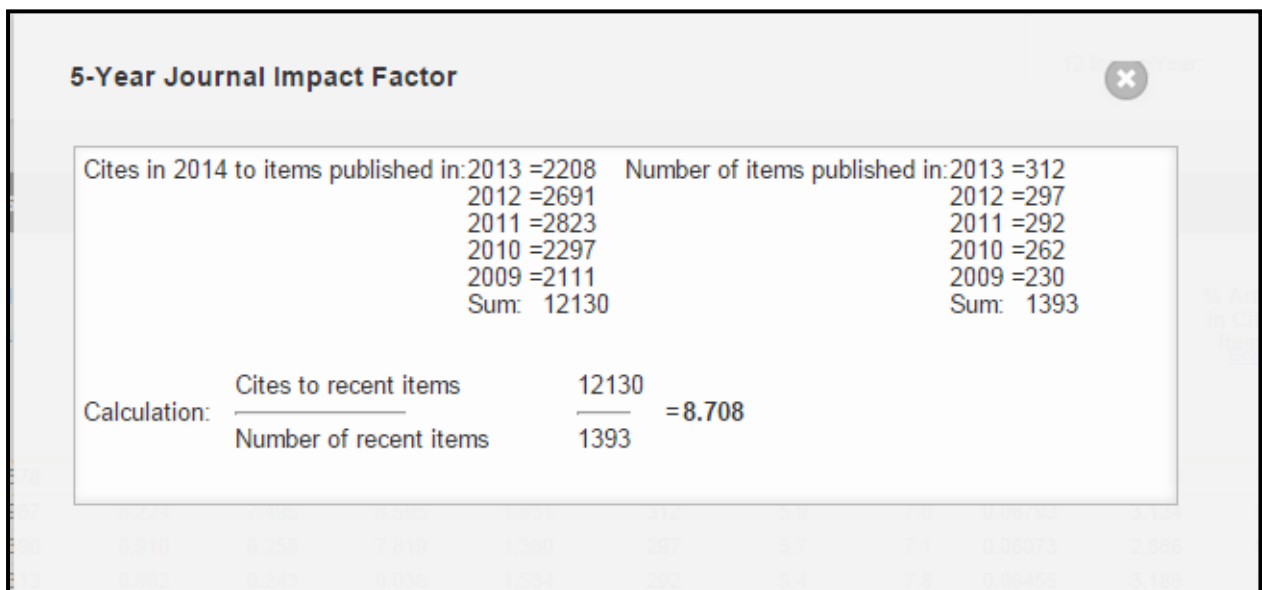 5-Year Journal Impact Factor
Cites in 2014 to items published in: 2013 =2208 Number of items published in: 2013 =312
2012 =2691 2012 =297
2011 =2823 2011 =292
2010 =2297 2010 =262
2009 =2111 2009 =230
Sum: 12130 Sum: 1393
Cites to recent items 12130
Calculation: = 8.708
Number of recent items 1393